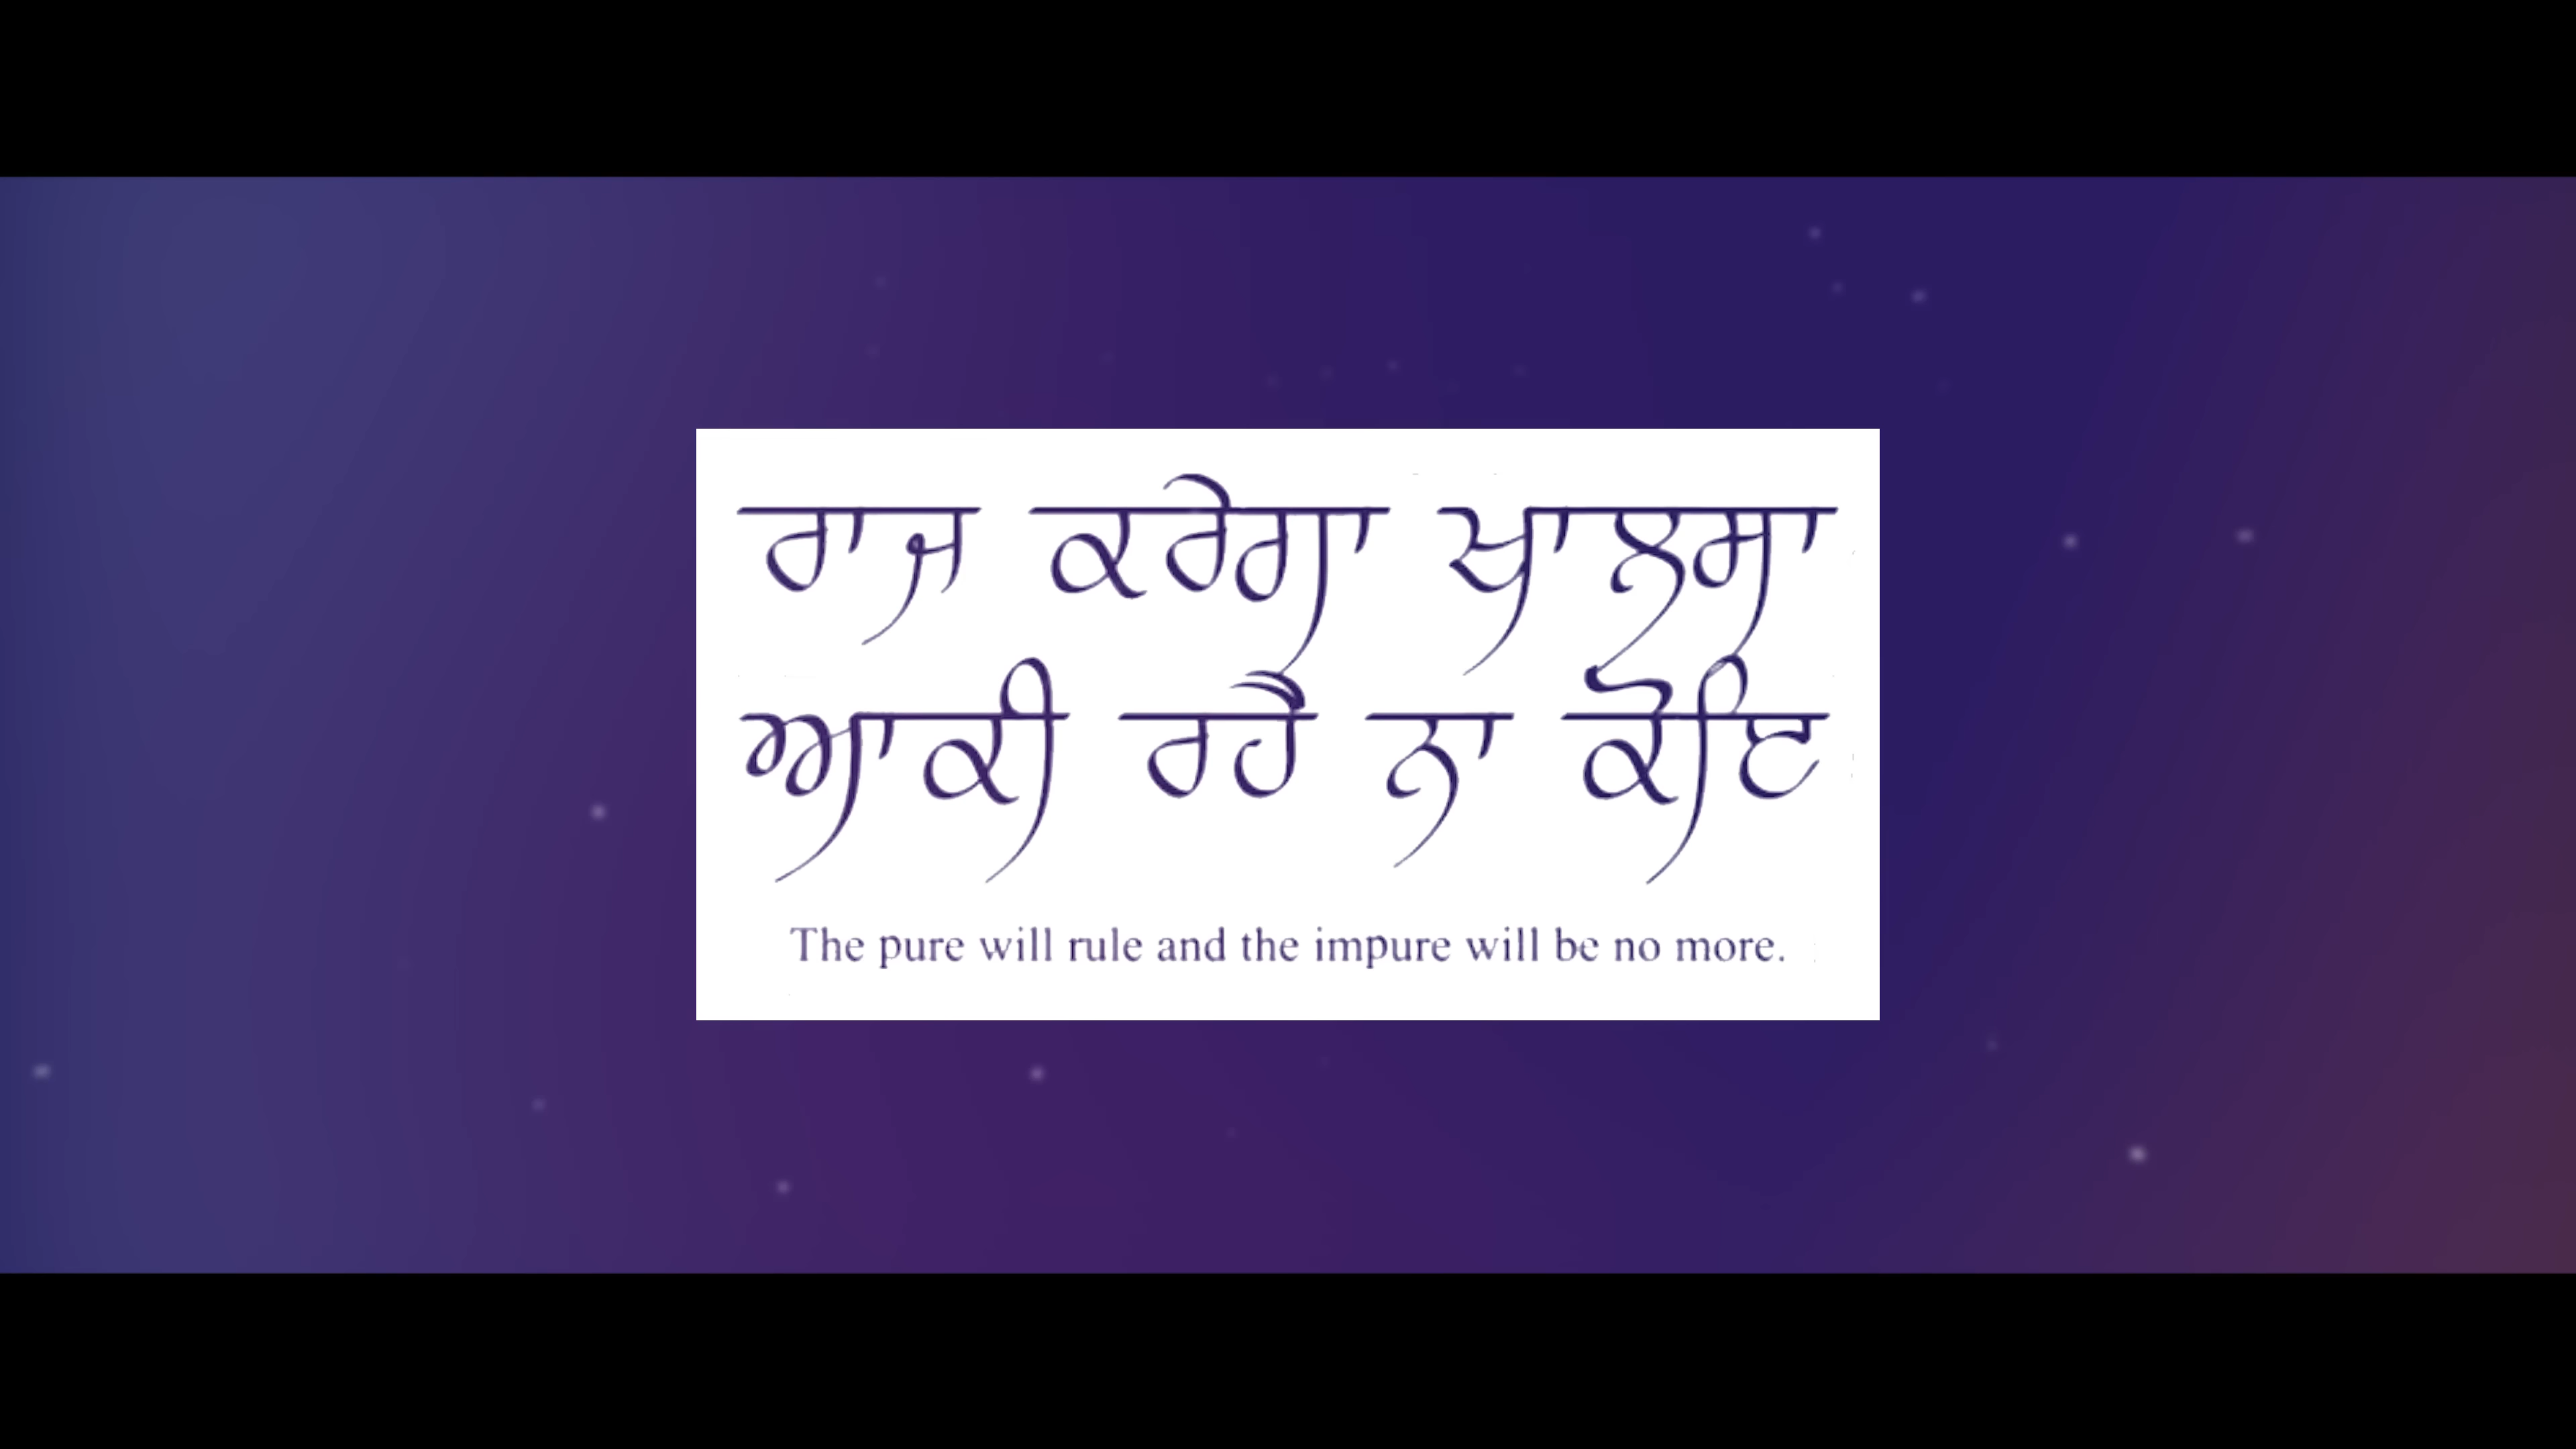 ਰਾਜ ਕਰੇਗਾ ਖਾਲਸਾ
ਆਕੀ ਰਹੈ ਨਾ ਕੋਇ
The pure will rule and the impure will be no more.